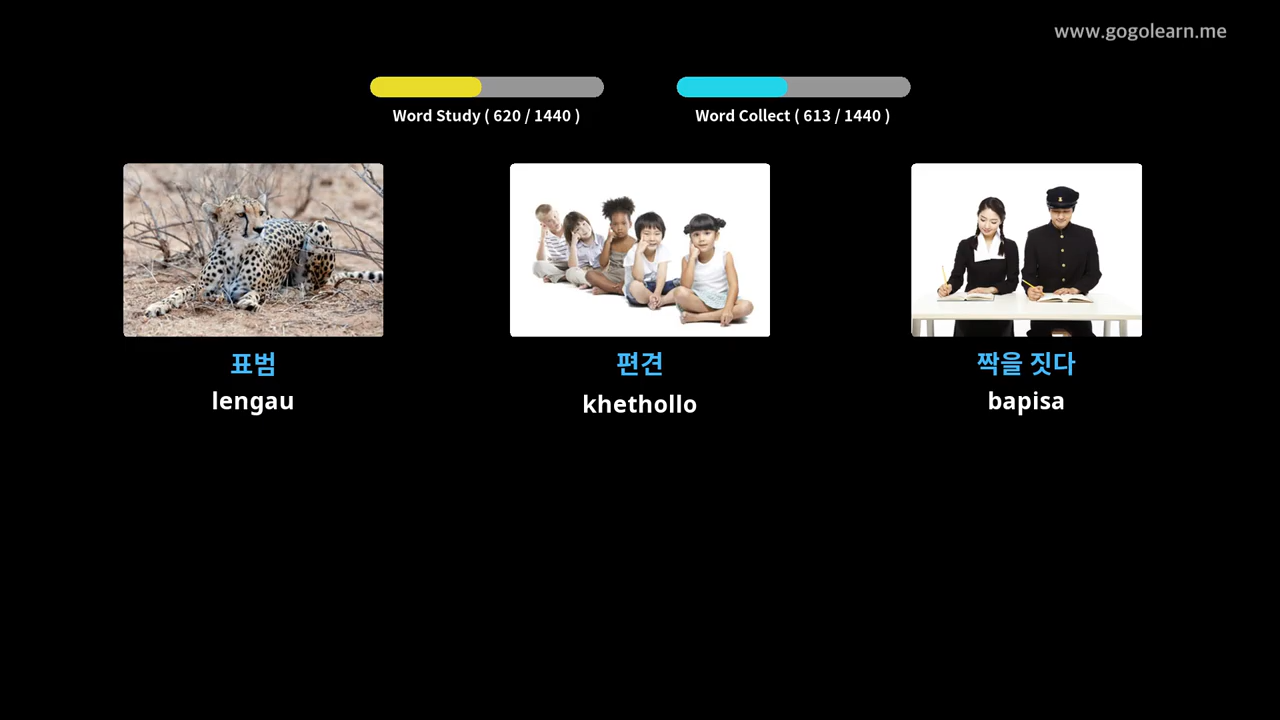 www.gogolearn.me
Word Study ( 620 / 1440 )
Word Collect ( 613 / 1440 )
표범
편견
짝을 짓다
lengau
khethollo
bapisa